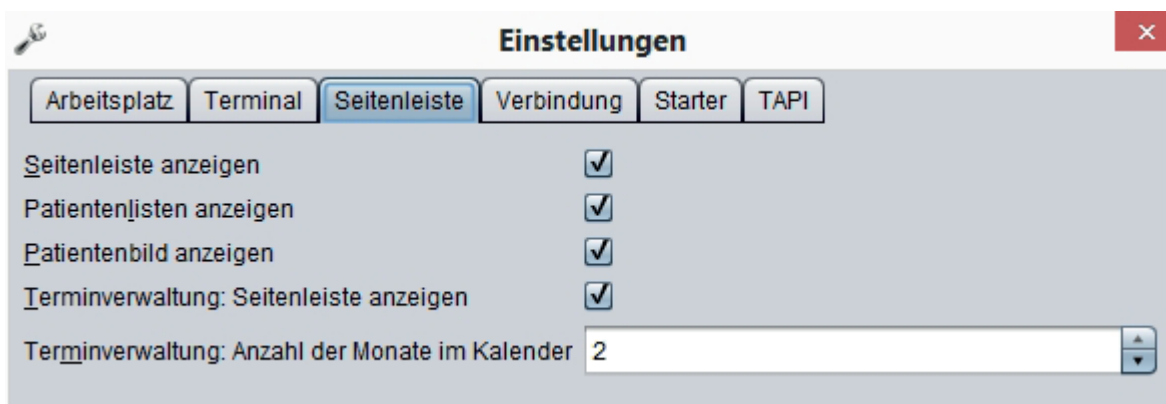 Einstellungen
Arbeitsplatz Terminal Seitenleiste Verbindung Starter TAPI
Seitenleiste anzeigen
Patientenlisten anzeigen
Patientenbild anzeigen
Terminverwaltung: Seitenleiste anzeigen
Terminverwaltung: Anzahl der Monate im Kalender 2